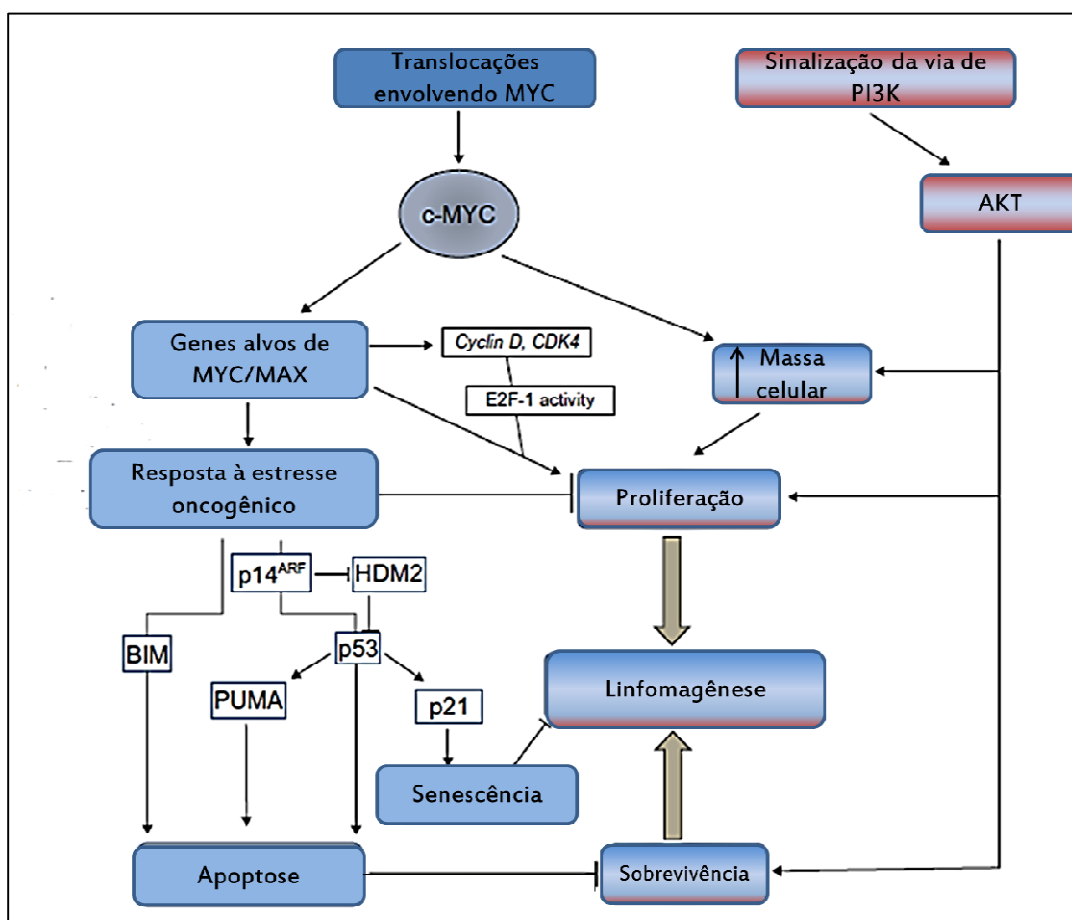 Translocações
envolvendo MYC
Sinalização da via de
PI3K
AKT
c-MYC
Genes alvos de
MYC/MAX
Cyclin D, CDK4
E2F-1 activity
Massa
celular
Resposta à estresse
oncogênico
Proliferação
p14ARF
HDM2
BIM
p53
PUMA
p21
Linfomagênese
Senescência
Apoptose
Sobrevivência